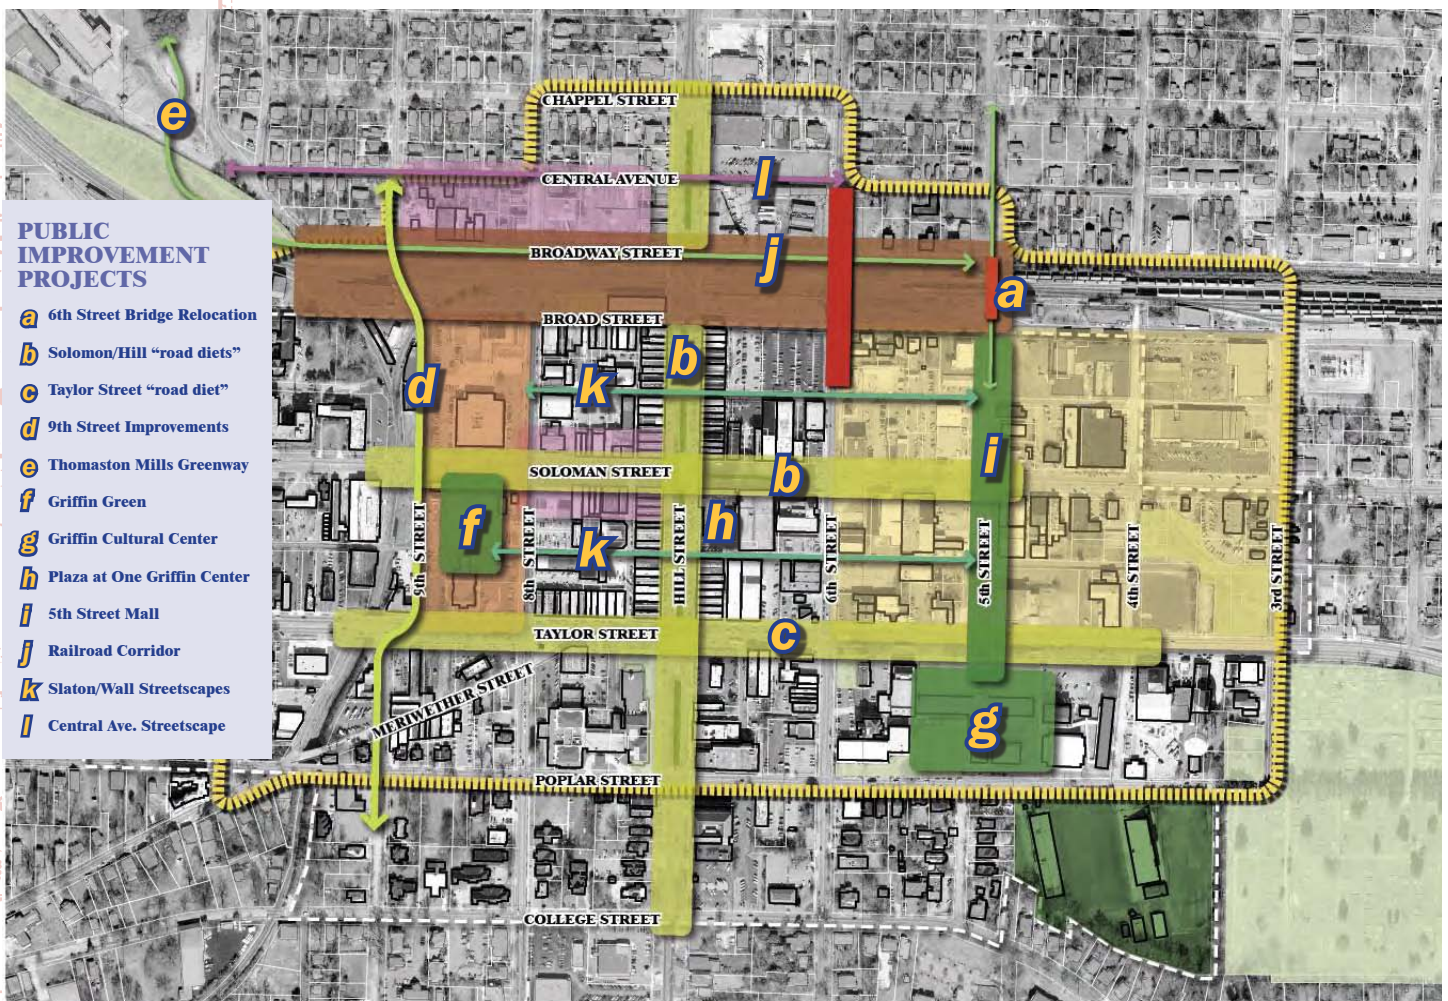 CHAPPEL STREET
e
CENTRAL AVENUE
l
PUBLIC
IMPROVEMENT
PROJECTS
a 6th Street Bridge Relocation
b Solomon/Hill “road diets”
c Taylor Street “road diet”
d 9th Street Improvements
e Thomaston Mills Greenway
f Griffin Green
g Griffin Cultural Center
h Plaza at One Griffin Center
i 5th Street Mall
j Railroad Corridor
k Slaton/Wall Streetscapes
l Central Ave. Streetscape
BROADWAY STREET
j
a
BROAD STREET
b
d
k
i
SOLOMAN STREET
b
f
h
k
9th STREET
8th STREET
HILL STREET
6th STREET
5th STREET
4th STREET
3rd STREET
TAYLOR STREET
c
MERIWETHER STREET
g
POPLAR STREET
COLLEGE STREET